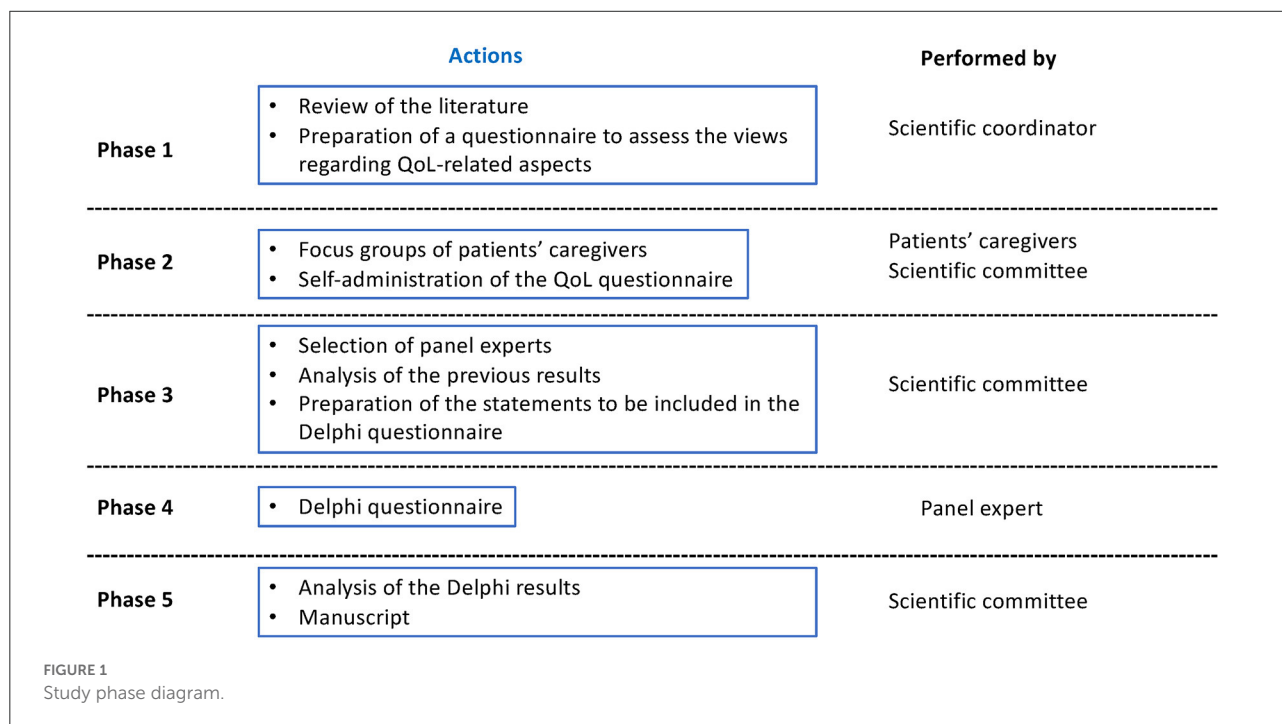 Actions
Performed by
Phase 1
• Review of the literature
• Preparation of a questionnaire to assess the views
regarding QoL-related aspects
Scientific coordinator
Phase 2
• Focus groups of patients’ caregivers
• Self-administration of the QoL questionnaire
Patients’ caregivers
Scientific committee
Phase 3
• Selection of panel experts
• Analysis of the previous results
• Preparation of the statements to be included in the
Delphi questionnaire
Scientific committee
Phase 4
• Delphi questionnaire
Panel expert
Phase 5
• Analysis of the Delphi results
• Manuscript
Scientific committee
FIGURE 1
Study phase diagram.